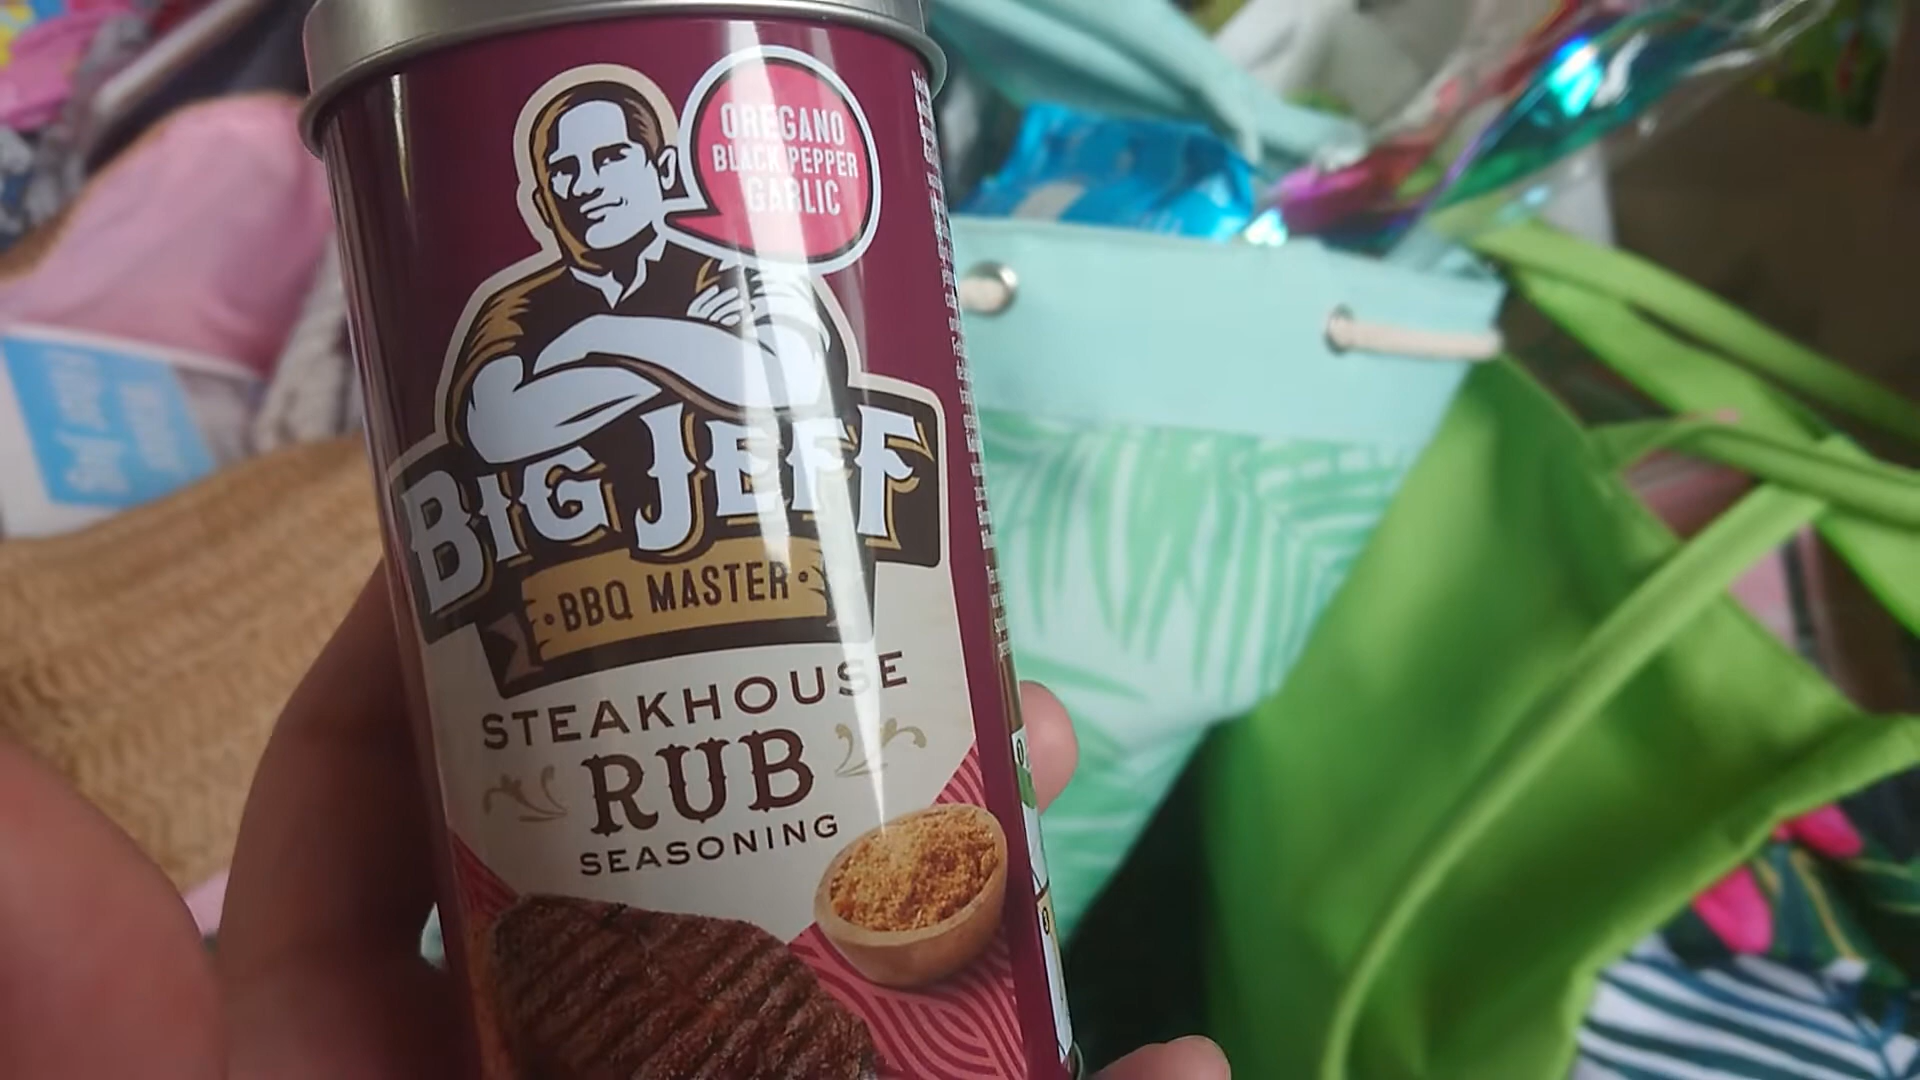 OREGANO
BLACK PEPPER
GARLIC
BIG JEFF
BBQ MASTER
STEAKHOUSE
RUB
SEASONING